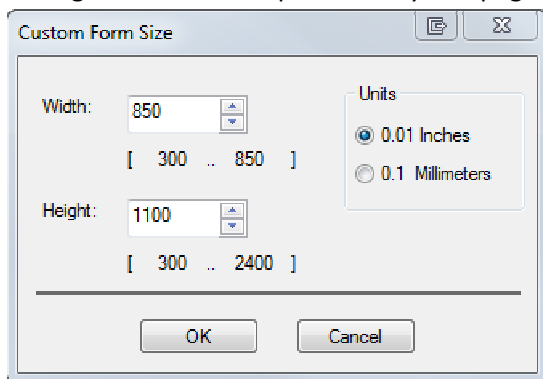 Custom Form Size
Width:
850
[ 300 .. 850 ]
Units
0.01 Inches
0.1 Millimeters
Height:
1100
[ 300 .. 2400 ]
OK
Cancel